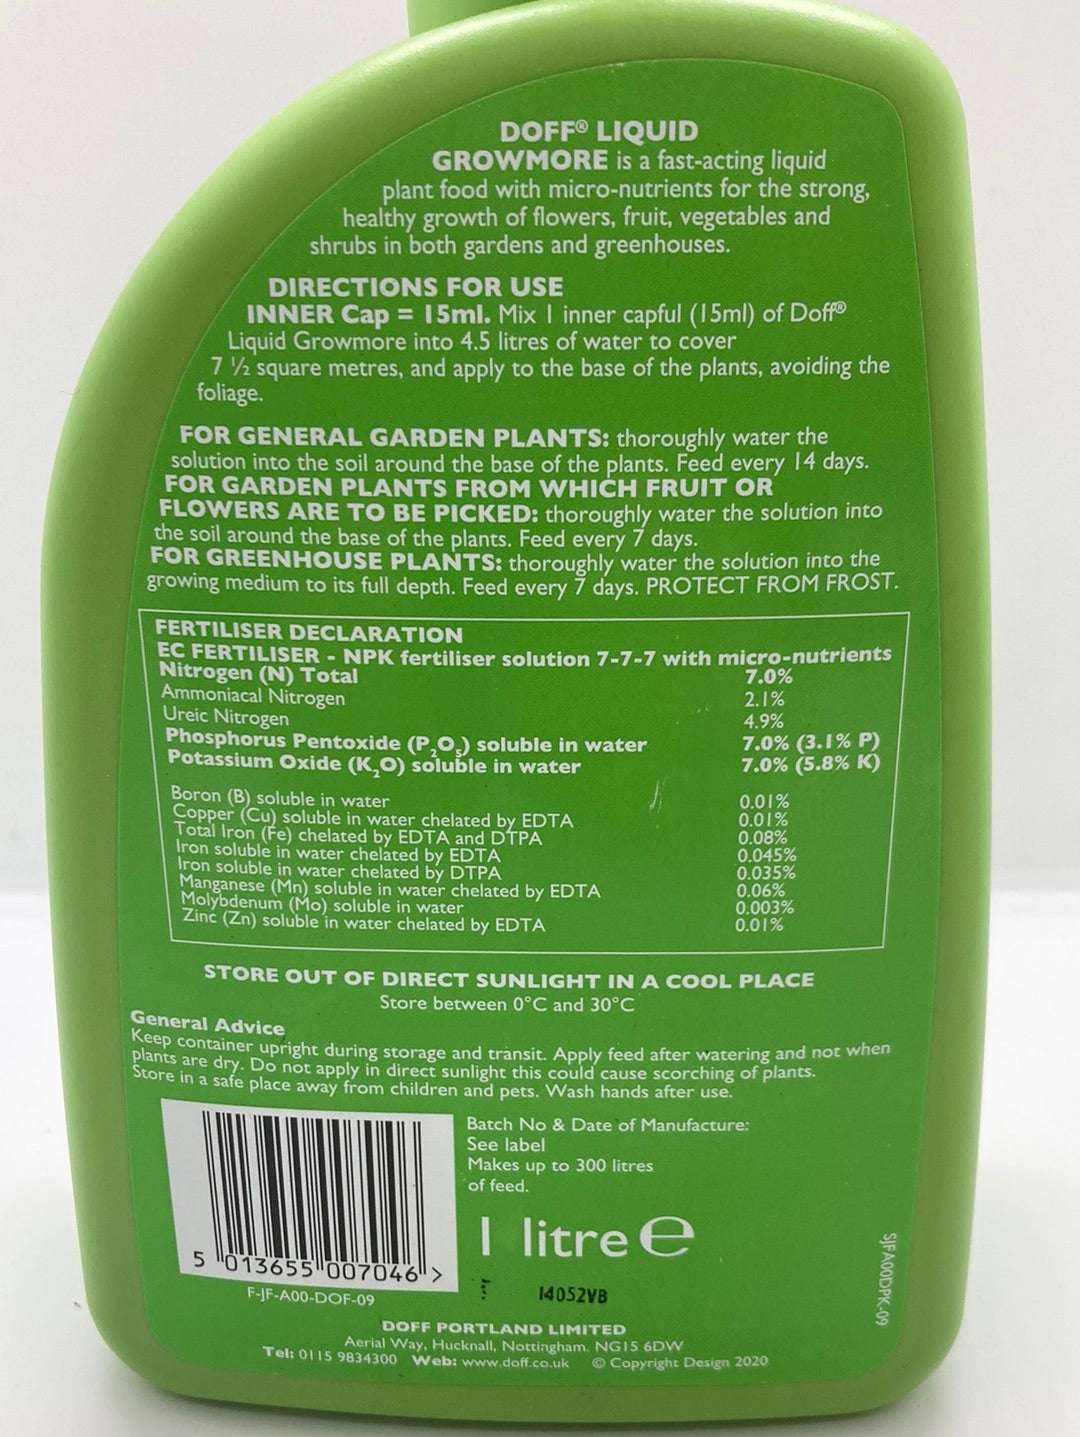 DOFF® LIQUID
GROWMORE is a fast-acting liquid
plant food with micro-nutrients for the strong,
healthy growth of flowers, fruit, vegetables and
shrubs in both gardens and greenhouses.
DIRECTIONS FOR USE
INNER Cap = 15ml. Mix 1 inner capful (15ml) of Doff®
Liquid Growmore into 4.5 litres of water to cover
7 ½ square metres, and apply to the base of the plants, avoiding the
foliage.
FOR GENERAL GARDEN PLANTS: thoroughly water the
solution into the soil around the base of the plants. Feed every 14 days.
FOR GARDEN PLANTS FROM WHICH FRUIT OR
FLOWERS ARE TO BE PICKED: thoroughly water the solution into
the soil around the base of the plants. Feed every 7 days.
FOR GREENHOUSE PLANTS: thoroughly water the solution into the
growing medium to its full depth. Feed every 7 days. PROTECT FROM FROST.
FERTILISER DECLARATION
EC FERTILISER - NPK fertiliser solution 7-7-7 with micro-nutrients
Nitrogen (N) Total 7.0%
Ammoniacal Nitrogen 2.1%
Ureic Nitrogen 4.9%
Phosphorus Pentoxide (P₂O₅) soluble in water 7.0% (3.1% P)
Potassium Oxide (K₂O) soluble in water 7.0% (5.8% K)
Boron (B) soluble in water 0.01%
Copper (Cu) soluble in water chelated by EDTA 0.01%
Total Iron (Fe) chelated by EDTA and DTPA 0.08%
Iron soluble in water chelated by EDTA 0.045%
Iron soluble in water chelated by DTPA 0.035%
Manganese (Mn) soluble in water chelated by EDTA 0.06%
Molybdenum (Mo) soluble in water 0.003%
Zinc (Zn) soluble in water chelated by EDTA 0.01%
STORE OUT OF DIRECT SUNLIGHT IN A COOL PLACE
Store between 0°C and 30°C
General Advice
Keep container upright during storage and transit. Apply feed after watering and not when
plants are dry. Do not apply in direct sunlight this could cause scorching of plants.
Store in a safe place away from children and pets. Wash hands after use.
Batch No & Date of Manufacture:
See label
Makes up to 300 litres
of feed.
1 litre e
5 013655 007046 >
F-JF-A00-DOF-09
14052VB
SJFA00DPK-09
DOFF PORTLAND LIMITED
Aerial Way, Hucknall, Nottingham. NG15 6DW
Tel: 0115 9834300 Web: www.doff.co.uk © Copyright Design 2020